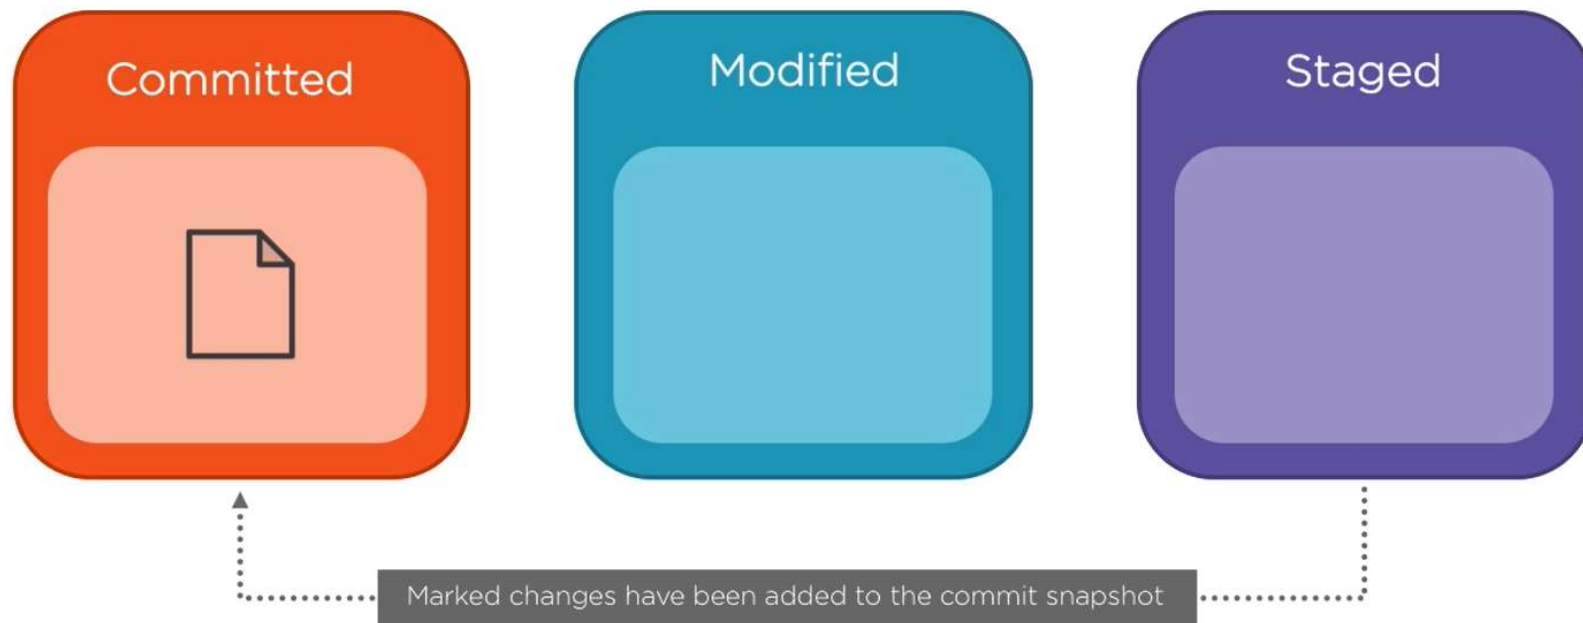 Committed
Modified
Staged
Marked changes have been added to the commit snapshot